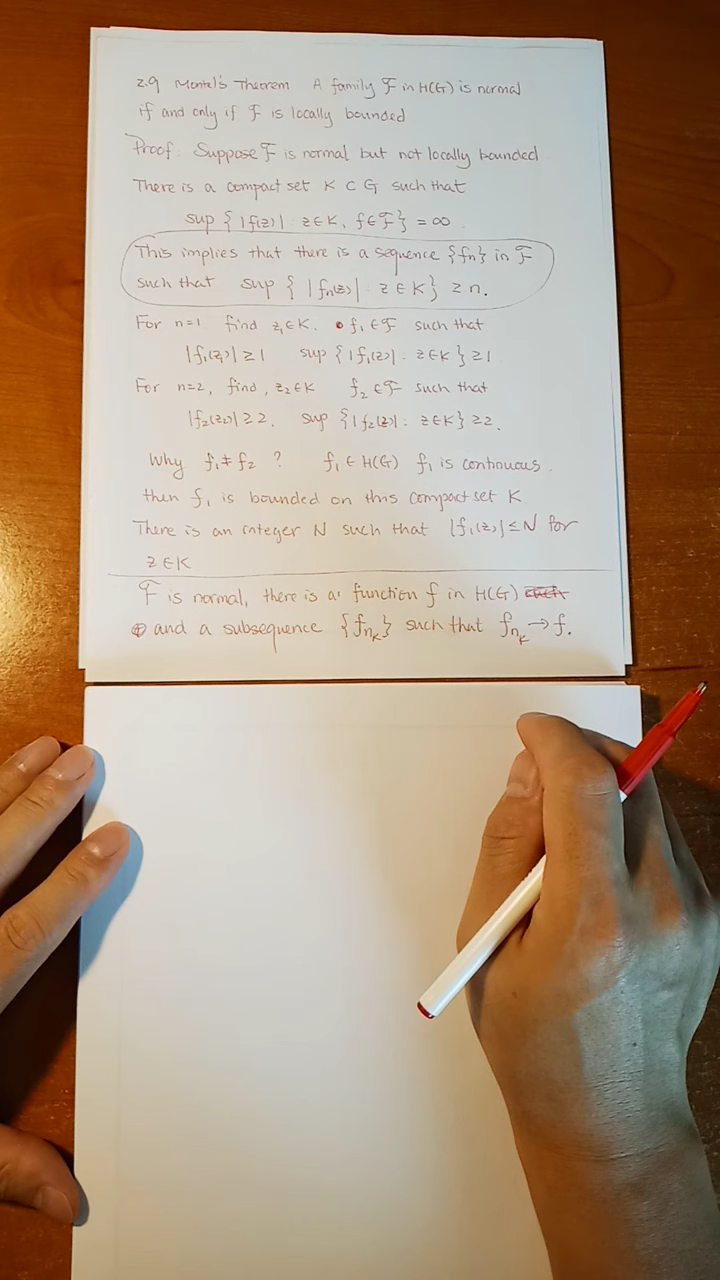 2.9 Montel's Theorem A family ℱ in H(G) is normal
if and only if ℱ is locally bounded
Proof. Suppose ℱ is normal but not locally bounded
There is a compact set K ⊂ G such that
sup { |f(z)| : z ∈ K, f ∈ ℱ } = ∞.
This implies that there is a sequence {fn} in ℱ
such that sup { |fn(z)| : z ∈ K } ≥ n.
For n=1 find z₁ ∈ K. f₁ ∈ ℱ such that
|f₁(z₁)| ≥ 1 sup { |f₁(z)| : z ∈ K } ≥ 1
For n=2, find, z₂ ∈ K f₂ ∈ ℱ such that
|f₂(z₂)| ≥ 2. sup { |f₂(z)| : z ∈ K } ≥ 2.
Why f₁ ≠ f₂ ? f₁ ∈ H(G) f₁ is continuous.
then f₁ is bounded on this compact set K
There is an integer N such that |f₁(z)| ≤ N for
z ∈ K
ℱ is normal, there is a function f in H(G)
and a subsequence {fnₖ} such that fnₖ → f.